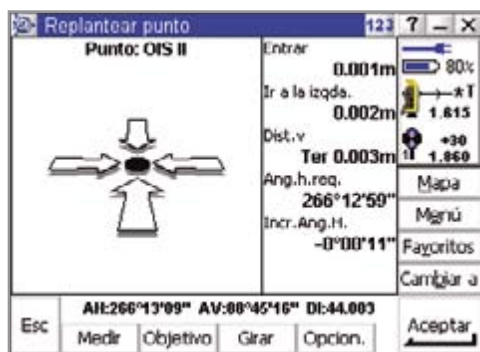 Replantear punto 123 ? – X
Punto: OIS II
Entrar
0.001m
Ir a la izqda.
0.002m
Dist.v
Ter 0.003m
Ang.h.req.
266°12'59"
Incr.Ang.H.
-0°00'11"
80%
T
1.615
+30
11 1.860
Mapa
Menú
Favoritos
Cambiar a
AH:266°13'09" AV:88°45'16" DI:44.003
Esc
Medir Objetivo Girar Opcion.
Aceptar